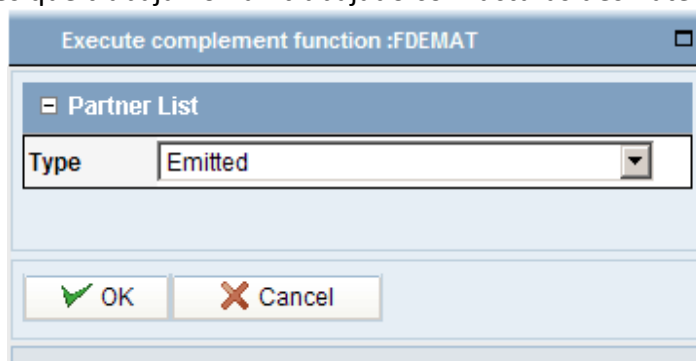 Execute complement function :FDEMAT
Partner List
Type Emitted
OK Cancel